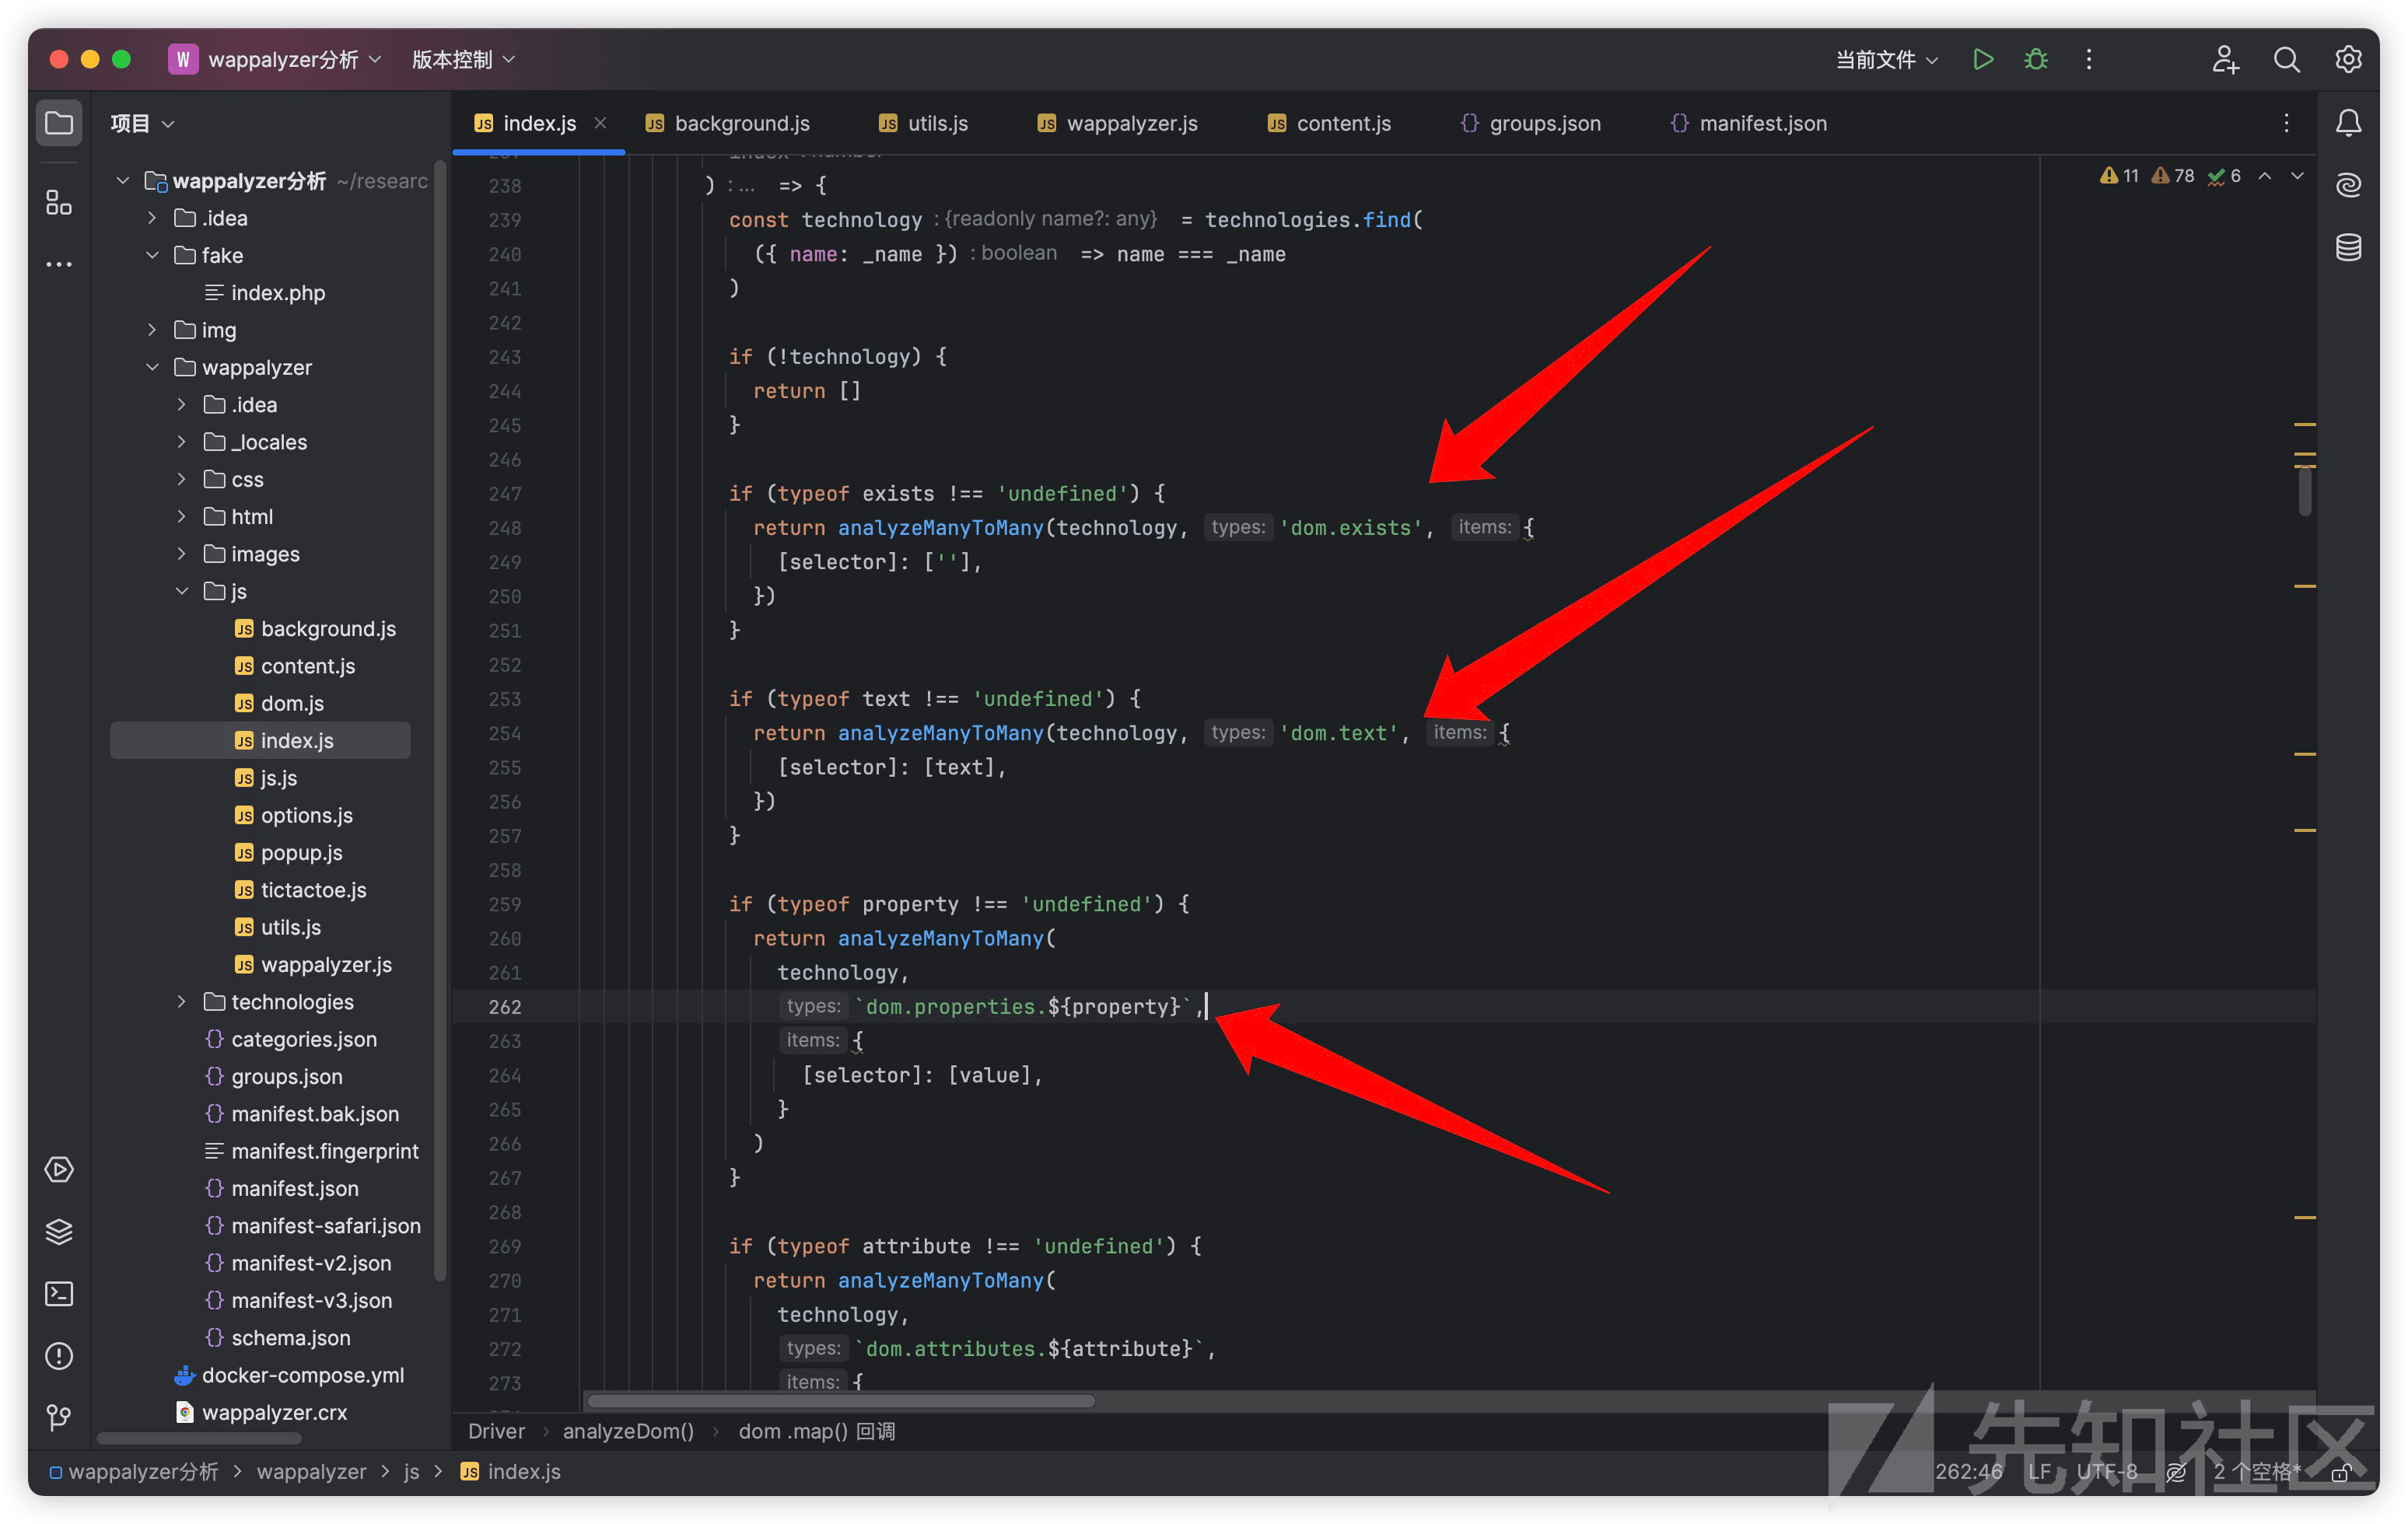 W wappalyzer分析 版本控制 当前文件
项目
index.js background.js utils.js wappalyzer.js content.js groups.json manifest.json
wappalyzer分析 ~/researc
.idea
fake
index.php
img
wappalyzer
.idea
_locales
css
html
images
js
background.js
content.js
dom.js
index.js
js.js
options.js
popup.js
tictactoe.js
utils.js
wappalyzer.js
technologies
categories.json
groups.json
manifest.bak.json
manifest.fingerprint
manifest.json
manifest-safari.json
manifest-v2.json
manifest-v3.json
schema.json
docker-compose.yml
wappalyzer.crx
11 78 6
238 ) : ... => {
239 const technology : {readonly name?: any} = technologies.find(
240 ({ name: _name }) : boolean => name === _name
241 )
242
243 if (!technology) {
244 return []
245 }
246
247 if (typeof exists !== 'undefined') {
248 return analyzeManyToMany(technology, types: 'dom.exists', items: {
249 [selector]: [''],
250 })
251 }
252
253 if (typeof text !== 'undefined') {
254 return analyzeManyToMany(technology, types: 'dom.text', items: {
255 [selector]: [text],
256 })
257 }
258
259 if (typeof property !== 'undefined') {
260 return analyzeManyToMany(
261 technology,
262 types: `dom.properties.${property}`,
263 items: {
264 [selector]: [value],
265 }
266 )
267 }
268
269 if (typeof attribute !== 'undefined') {
270 return analyzeManyToMany(
271 technology,
272 types: `dom.attributes.${attribute}`,
273 items: {
Driver › analyzeDom() › dom .map() 回调
wappalyzer分析 > wappalyzer > js > index.js 262:46 LF UTF-8 2 个空格*
先知社区